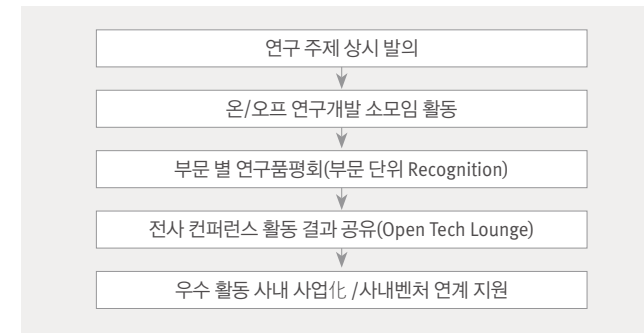 연구 주제 상시 발의
온/오프 연구개발 소모임 활동
부문 별 연구품평회(부문 단위 Recognition)
전사 컨퍼런스 활동 결과 공유(Open Tech Lounge)
우수 활동 사내 사업化 /사내벤처 연계 지원